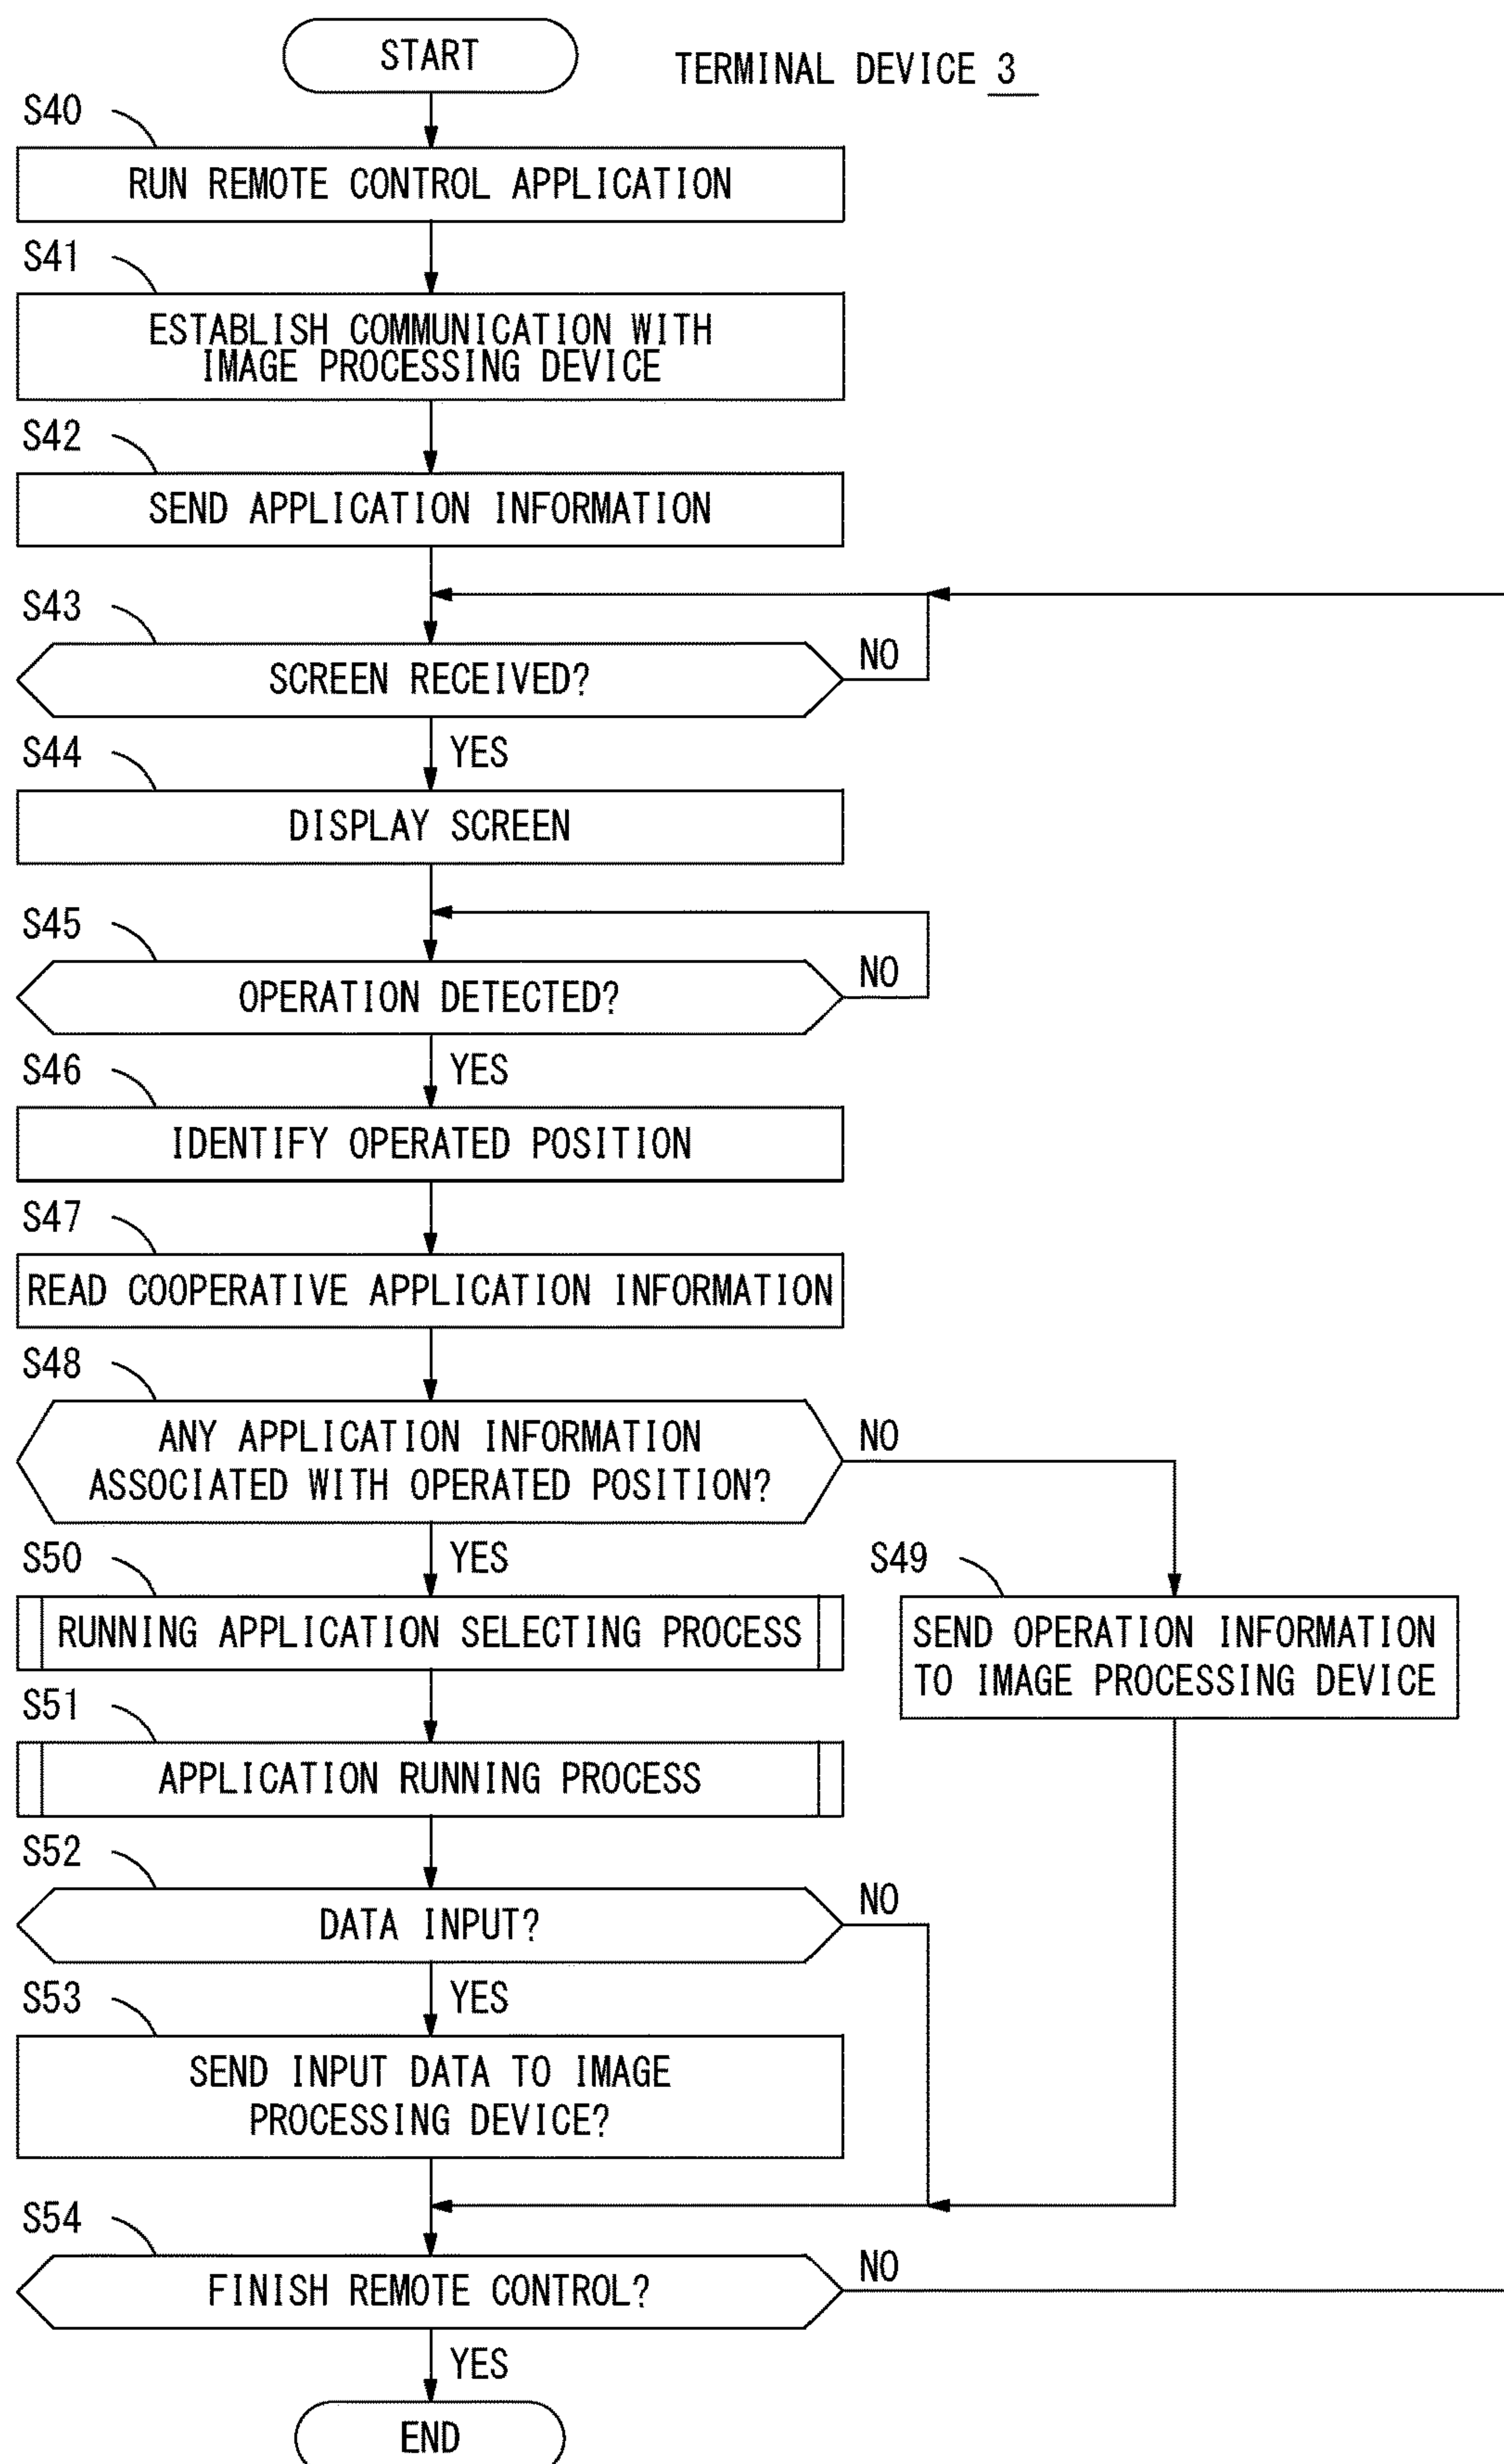 START
TERMINAL DEVICE 3
S40
RUN REMOTE CONTROL APPLICATION
S41
ESTABLISH COMMUNICATION WITH
IMAGE PROCESSING DEVICE
S42
SEND APPLICATION INFORMATION
S43
SCREEN RECEIVED?
NO
YES
S44
DISPLAY SCREEN
S45
OPERATION DETECTED?
NO
YES
S46
IDENTIFY OPERATED POSITION
S47
READ COOPERATIVE APPLICATION INFORMATION
S48
ANY APPLICATION INFORMATION
ASSOCIATED WITH OPERATED POSITION?
NO
YES
S49
SEND OPERATION INFORMATION
TO IMAGE PROCESSING DEVICE
S50
RUNNING APPLICATION SELECTING PROCESS
S51
APPLICATION RUNNING PROCESS
S52
DATA INPUT?
NO
YES
S53
SEND INPUT DATA TO IMAGE
PROCESSING DEVICE?
S54
FINISH REMOTE CONTROL?
NO
YES
END